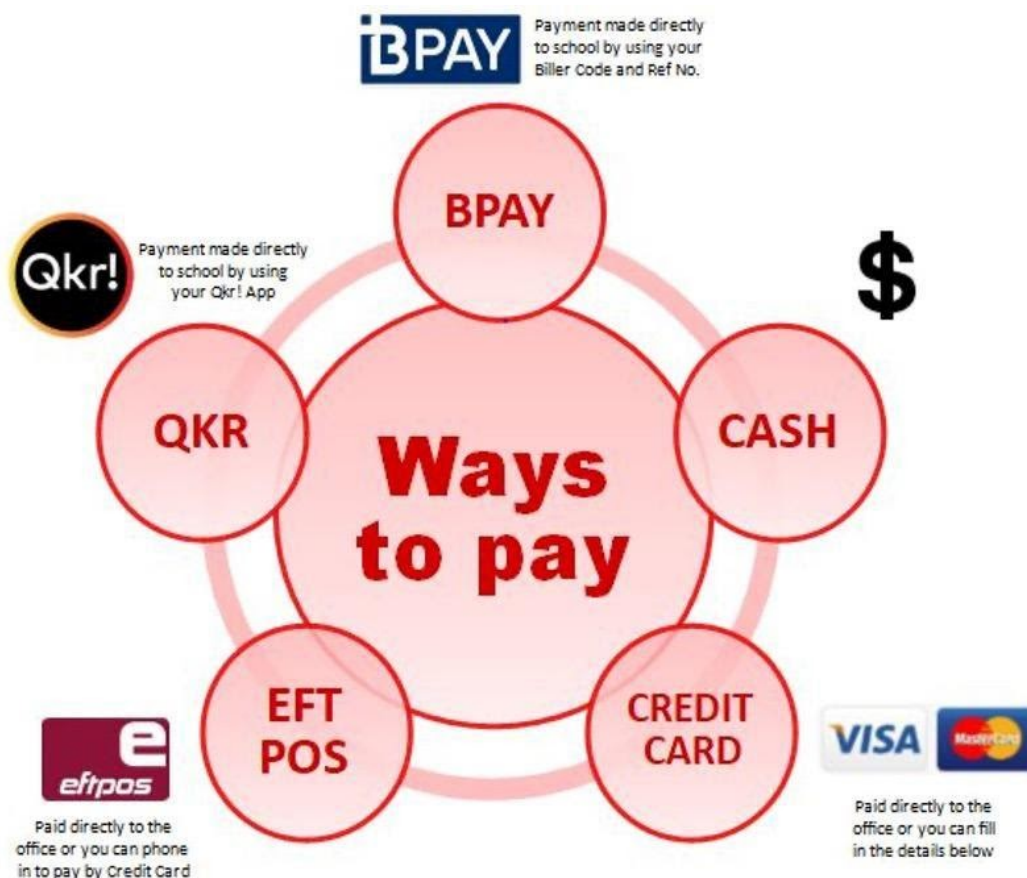 BPAY
Payment made directly
to school by using your
Biller Code and Ref No.
BPAY
Qkr!
Payment made directly
to school by using
your Qkr! App
$
QKR
CASH
Ways
to pay
EFT
POS
CREDIT
CARD
e
eftpos
VISA
MasterCard
Paid directly to the
office or you can phone
in to pay by Credit Card
Paid directly to the
office or you can fill
in the details below